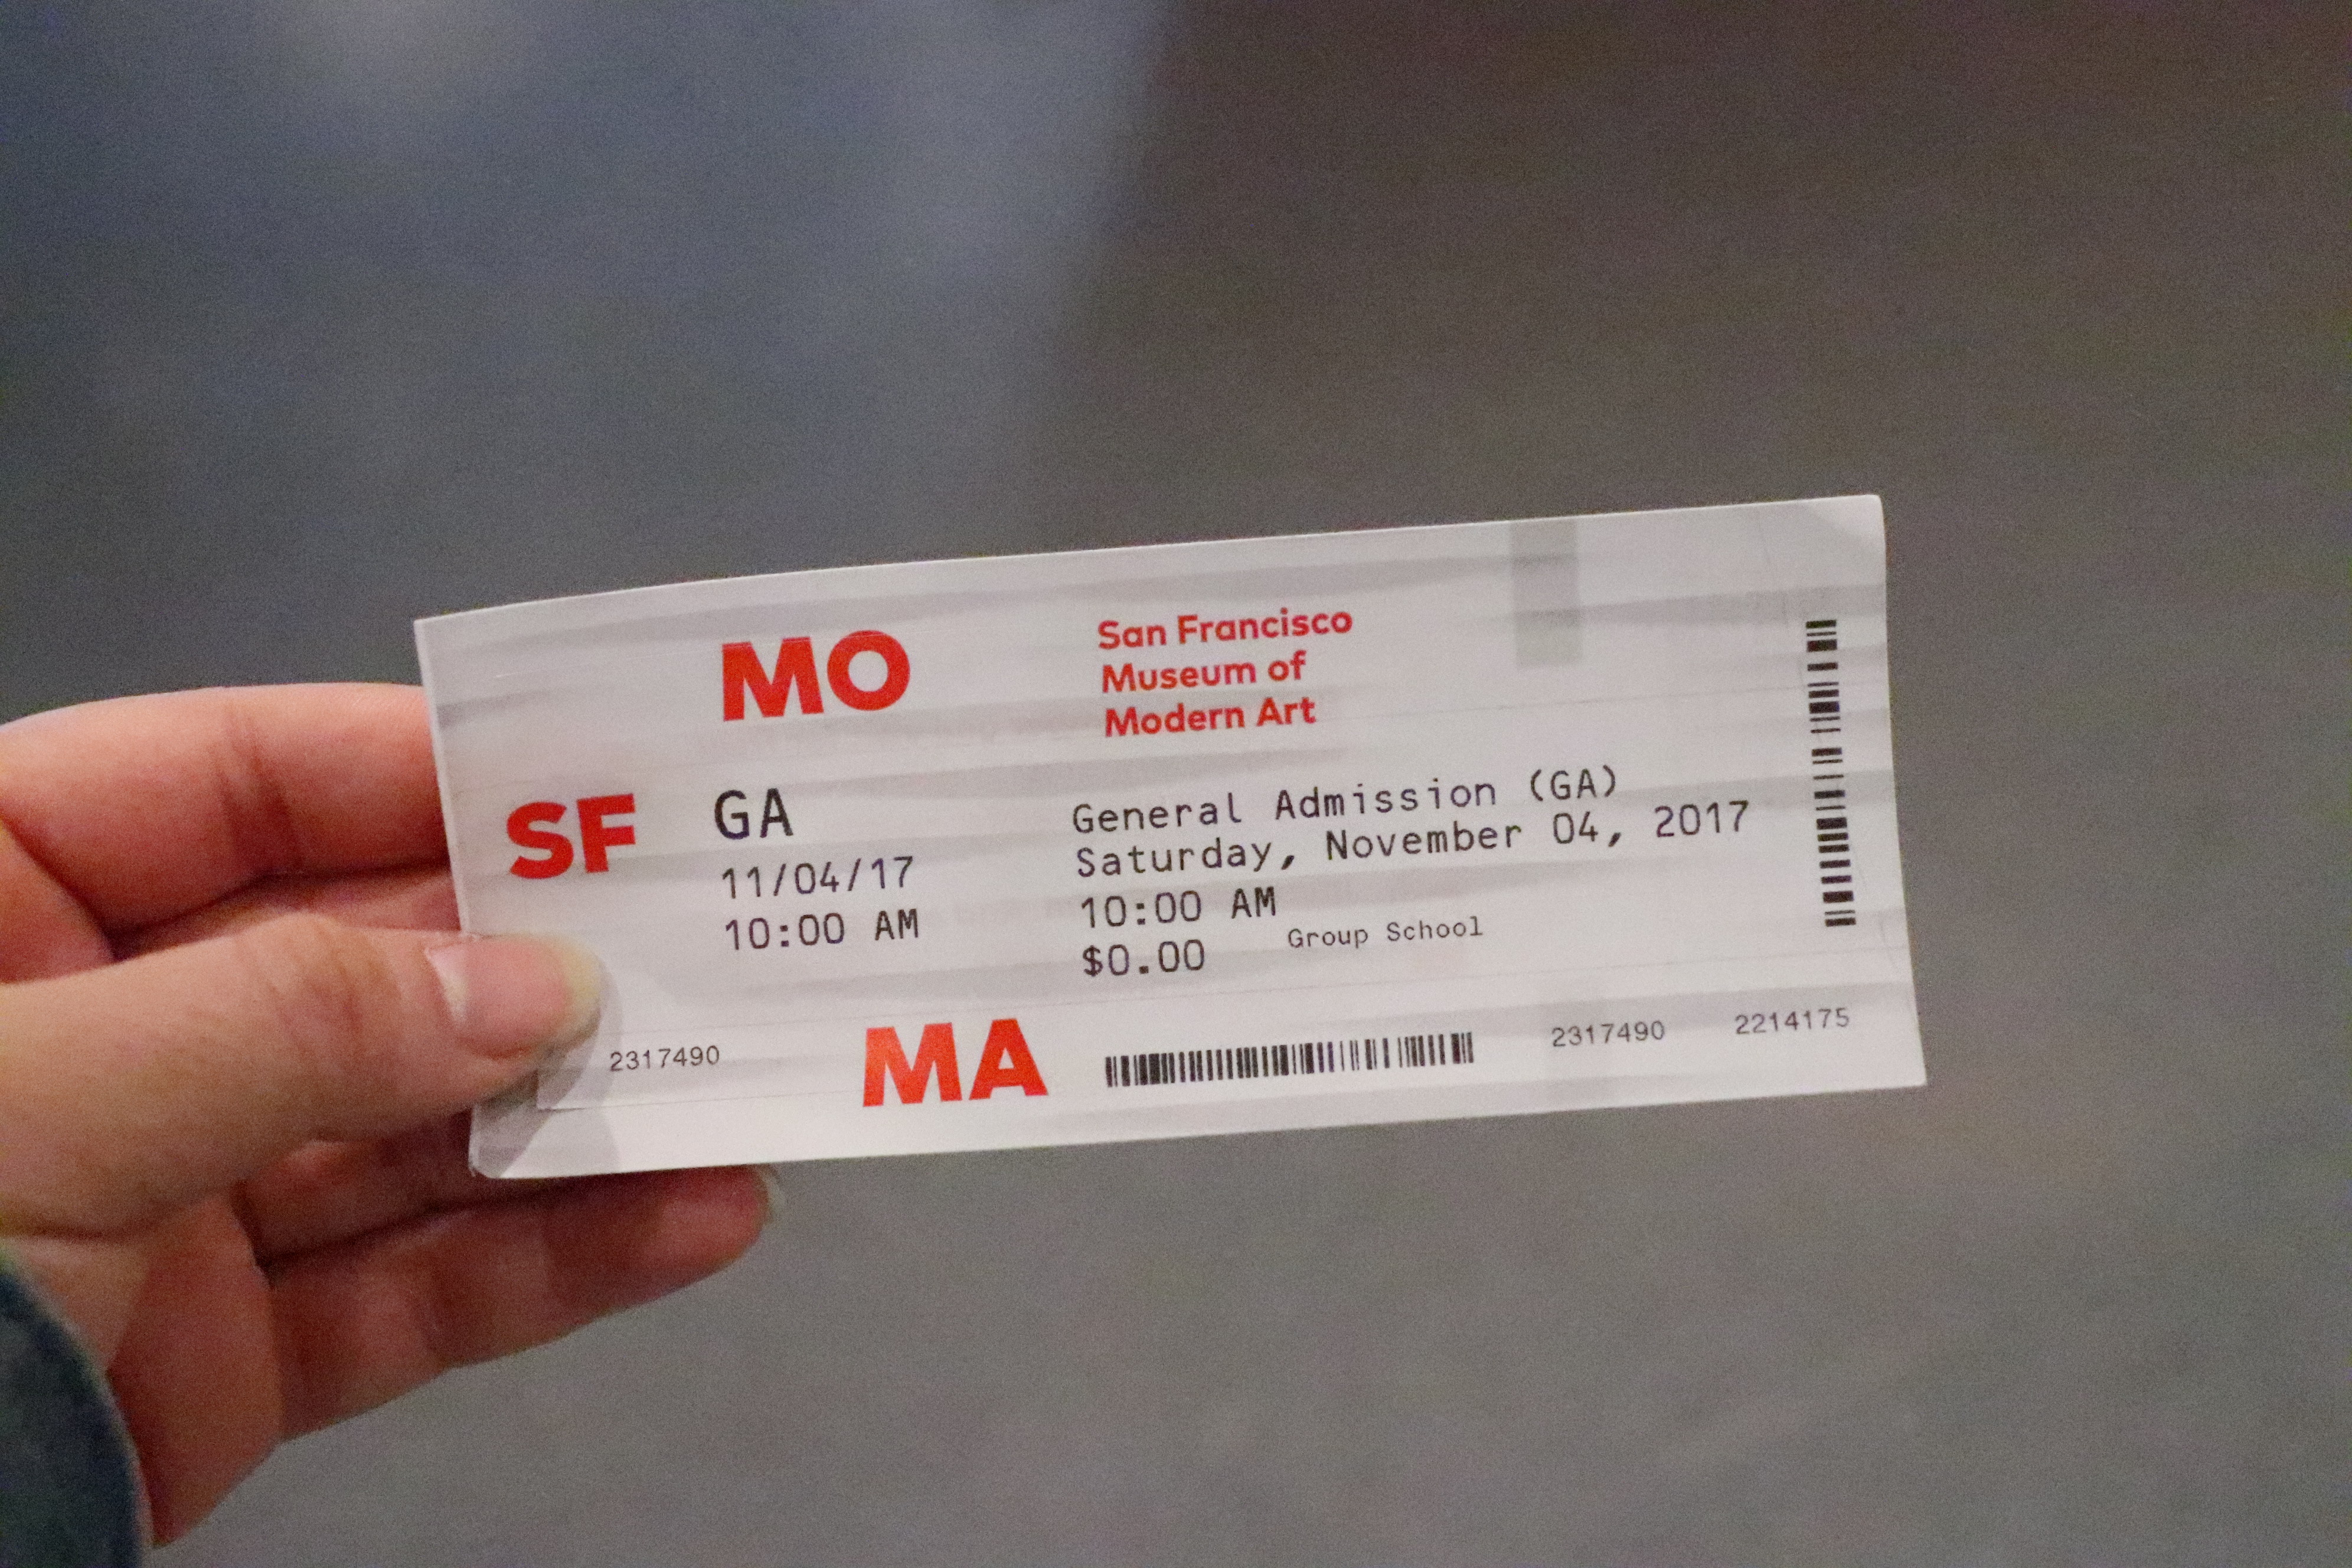 MO
San Francisco
Museum of
Modern Art
SF
GA
11/04/17
10:00 AM
General Admission (GA)
Saturday, November 04, 2017
10:00 AM
$0.00 Group School
2317490
MA
2317490 2214175